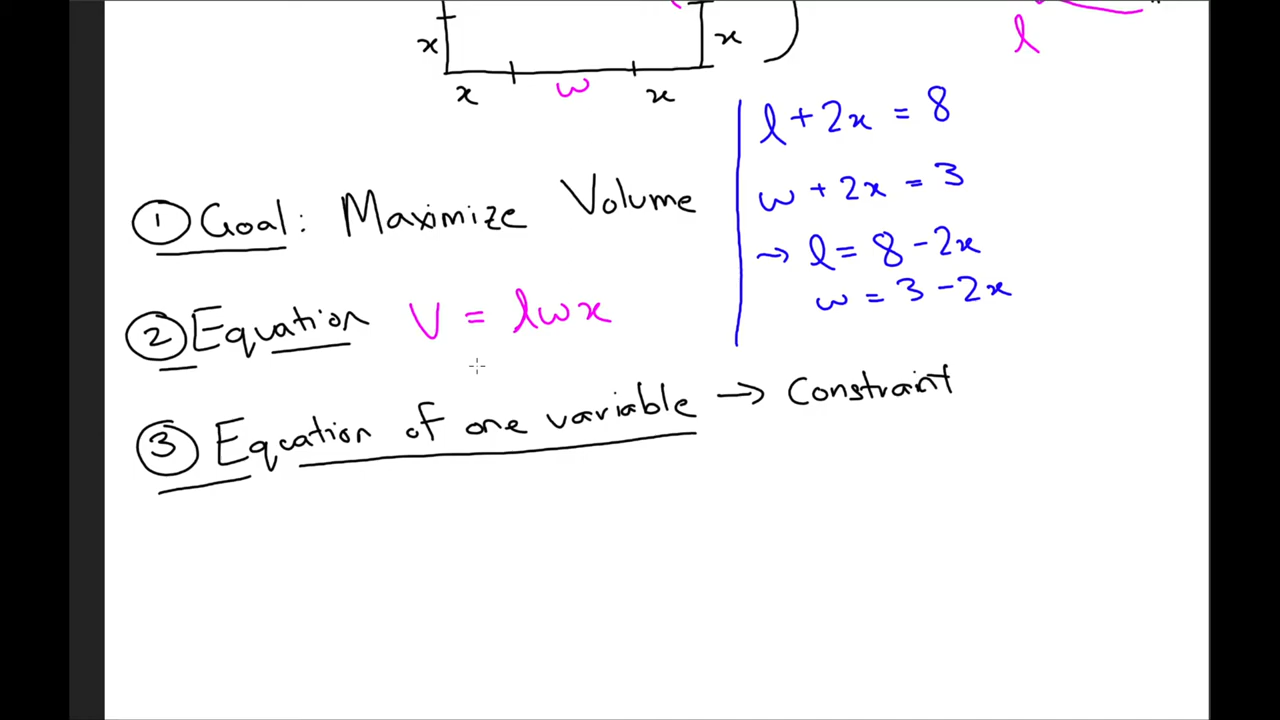 x
x
l
x
w
x
l + 2x = 8
w + 2x = 3
① Goal: Maximize Volume
→ l = 8 - 2x
w = 3 - 2x
② Equation V = lwx
③ Equation of one variable → Constraint